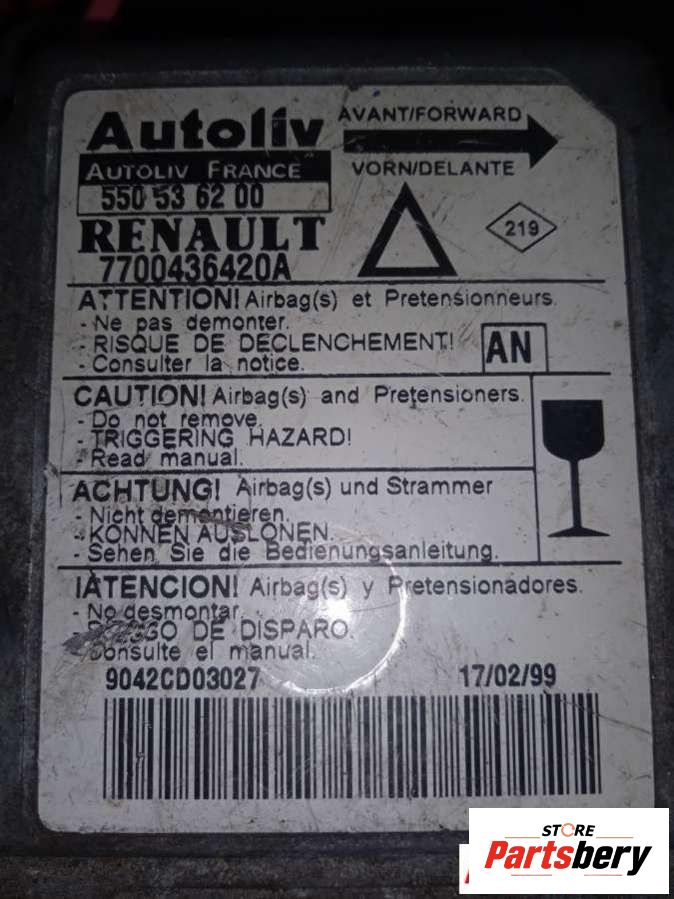 Autoliv
AVANT/FORWARD
AUTOLIV FRANCE
VORN/DELANTE
550 53 62 00
RENAULT
219
7700436420A
ATTENTION! Airbag(s) et Pretensionneurs.
- Ne pas demonter.
- RISQUE DE DECLENCHEMENT!
- Consulter la notice.
AN
CAUTION! Airbag(s) and Pretensioners.
- Do not remove.
- TRIGGERING HAZARD!
- Read manual.
ACHTUNG! Airbag(s) und Strammer
- Nicht demontieren.
- KONNEN AUSLONEN.
- Sehen Sie die Bedienungsanleitung.
!ATENCION! Airbag(s) y Pretensionadores.
- No desmontar.
DE DISPARO.
Consulte el manual.
9042CD03027
17/02/99
STORE
Partsbery